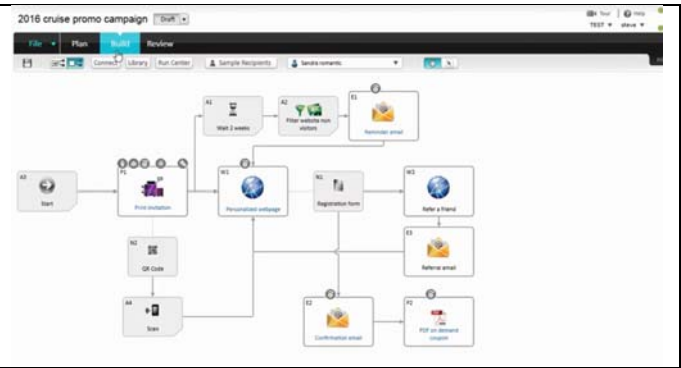 2016 cruise promo campaign
Draft
Tour
Help
TEST
steve
File
Plan
Build
Review
Connect
Library
Run Center
Sample Recipients
Sandra romantic
A1
Wait 2 weeks
A2
Filter website non
visitors
E1
Reminder email
A3
Start
P1
Print invitation
W1
Personalized webpage
N1
Registration form
W2
Refer a friend
N2
QR Code
E3
Referral email
A4
Scan
E2
Confirmation email
P2
PDF on demand
coupon